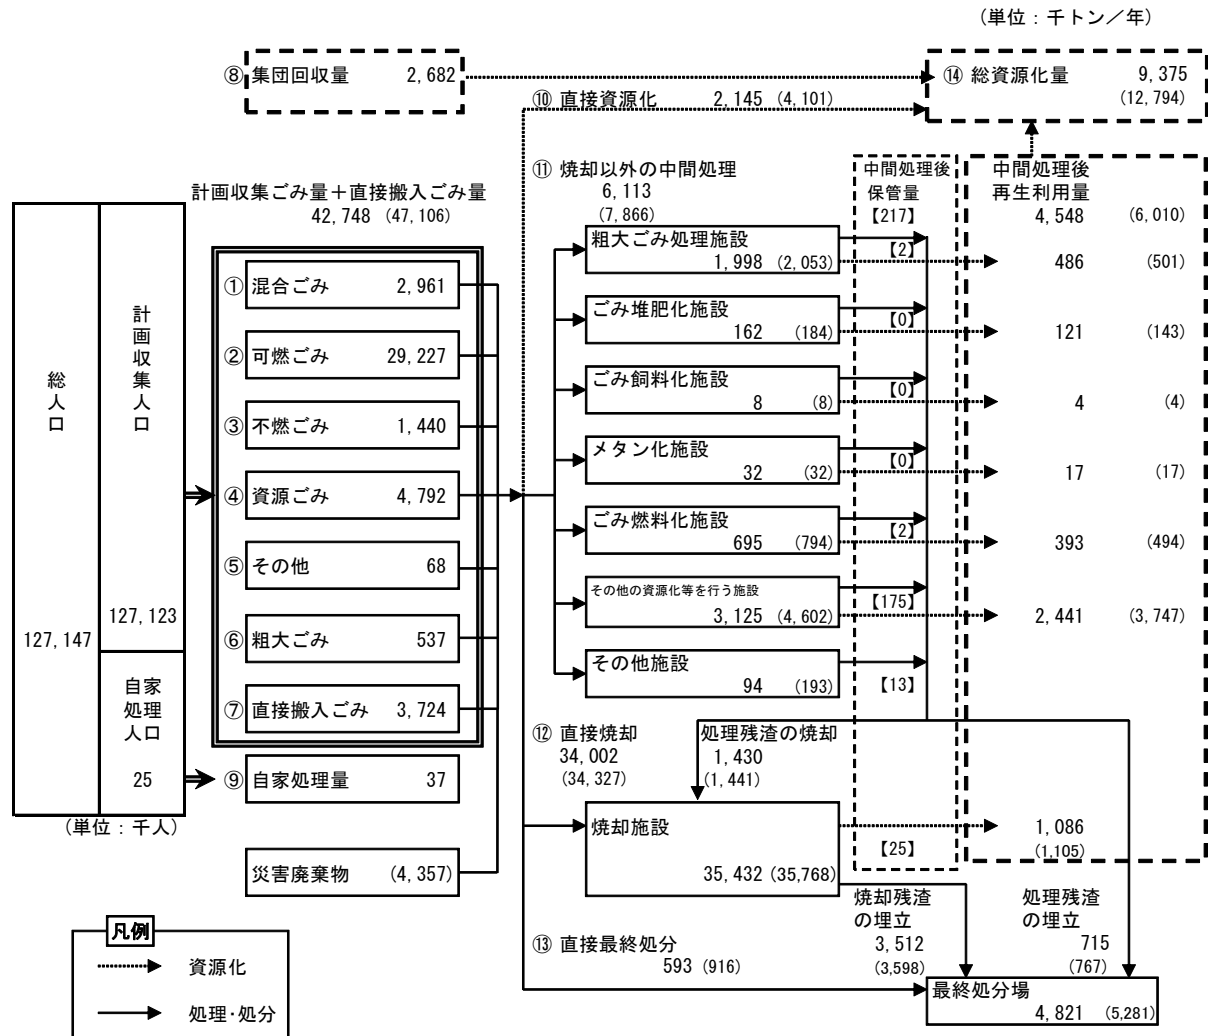 (単位：千トン／年)
⑧ 集団回収量 2,682
⑭ 総資源化量 9,375
(12,794)
⑩ 直接資源化 2,145 (4,101)
計画収集ごみ量＋直接搬入ごみ量
42,748 (47,106)
⑪ 焼却以外の中間処理
6,113
(7,866)
中間処理後
保管量
【217】
中間処理後
再生利用量
4,548 (6,010)
総人口
127,147
計画収集人口
127,123
自家
処理
人口
25
(単位：千人)
① 混合ごみ 2,961
② 可燃ごみ 29,227
③ 不燃ごみ 1,440
④ 資源ごみ 4,792
⑤ その他 68
⑥ 粗大ごみ 537
⑦ 直接搬入ごみ 3,724
⑨ 自家処理量 37
災害廃棄物 (4,357)
粗大ごみ処理施設
1,998 (2,053)
【2】
486 (501)
ごみ堆肥化施設
162 (184)
【0】
121 (143)
ごみ飼料化施設
8 (8)
【0】
4 (4)
メタン化施設
32 (32)
【0】
17 (17)
ごみ燃料化施設
695 (794)
【2】
393 (494)
その他の資源化等を行う施設
3,125 (4,602)
【175】
2,441 (3,747)
その他施設
94 (193)
【13】
⑫ 直接焼却
34,002
(34,327)
処理残渣の焼却
1,430
(1,441)
焼却施設
35,432 (35,768)
【25】
1,086
(1,105)
焼却残渣
の埋立
3,512
(3,598)
処理残渣
の埋立
715
(767)
⑬ 直接最終処分
593 (916)
最終処分場
4,821 (5,281)
凡例
資源化
処理・処分